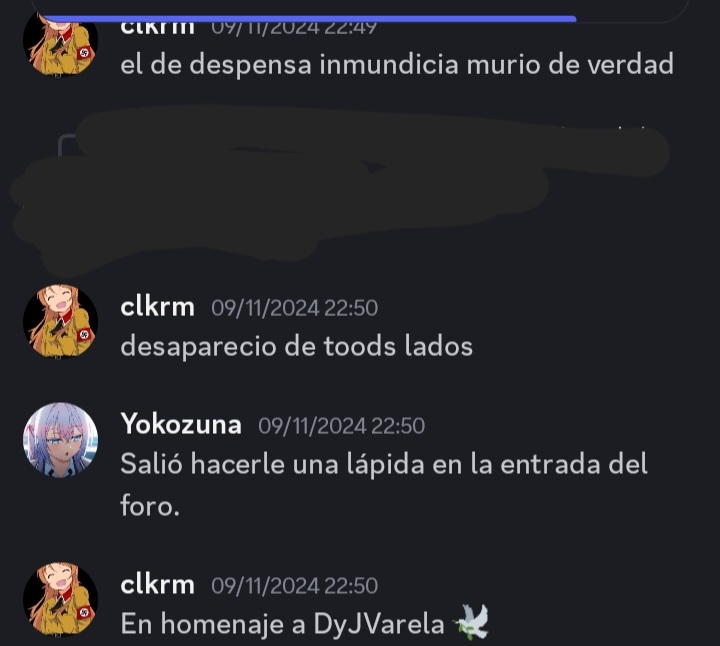 clkrm 09/11/2024 22:49
el de despensa inmundicia murio de verdad
clkrm 09/11/2024 22:50
desaparecio de toods lados
Yokozuna 09/11/2024 22:50
Salió hacerle una lápida en la entrada del
foro.
clkrm 09/11/2024 22:50
En homenaje a DyJVarela 🕊️